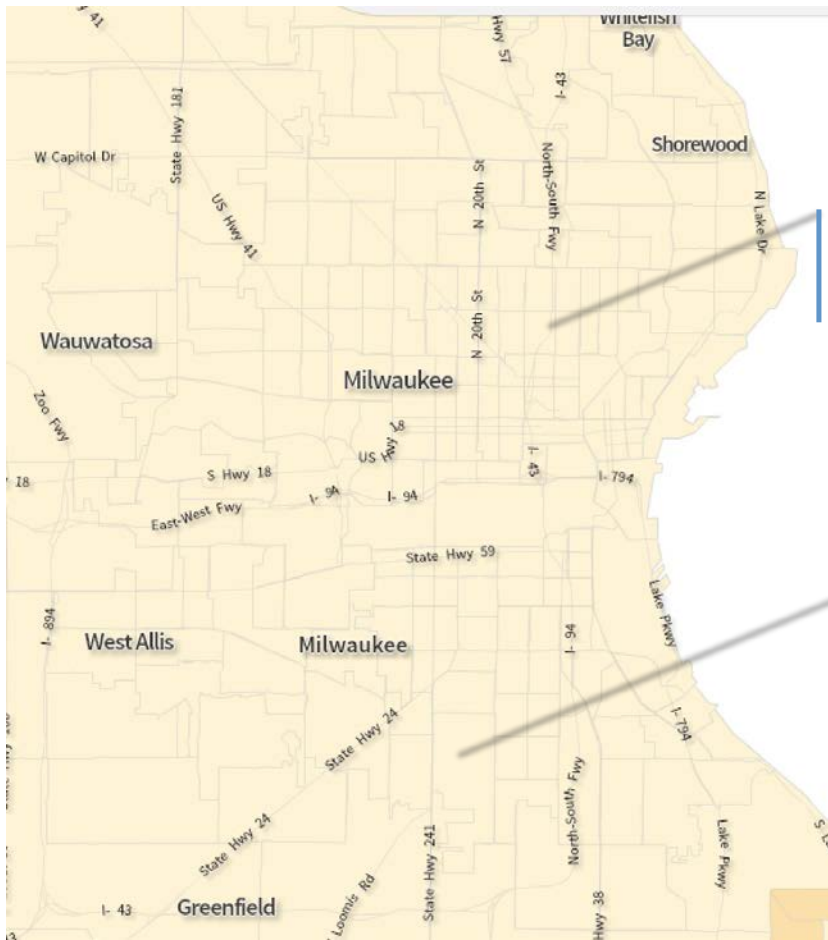 Whitefish
Bay
Hwy 57
I-43
State Hwy 181
W Capitol Dr
Shorewood
N 20th St
North-South Fwy
N Lake Dr
US Hwy 41
N 20th St
Wauwatosa
Milwaukee
Zoo Fwy
US Hwy 18
18
S Hwy 18
I- 94
I- 94
I- 43
I- 794
East-West Fwy
State Hwy 59
I- 894
Lake Pkwy
West Allis
Milwaukee
I- 94
State Hwy 24
I- 794
North-South Fwy
State Hwy 24
State Hwy 241
Lake Pkwy
Loomis Rd
I- 43
Greenfield
Hwy 38